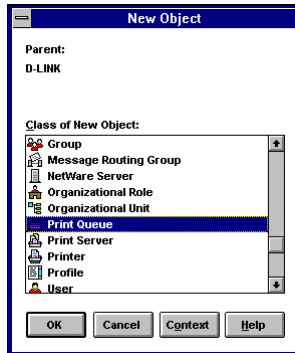 New Object
Parent:
D-LINK
Class of New Object:
Group
Message Routing Group
NetWare Server
Organizational Role
Organizational Unit
Print Queue
Print Server
Printer
Profile
User
OK Cancel Context Help